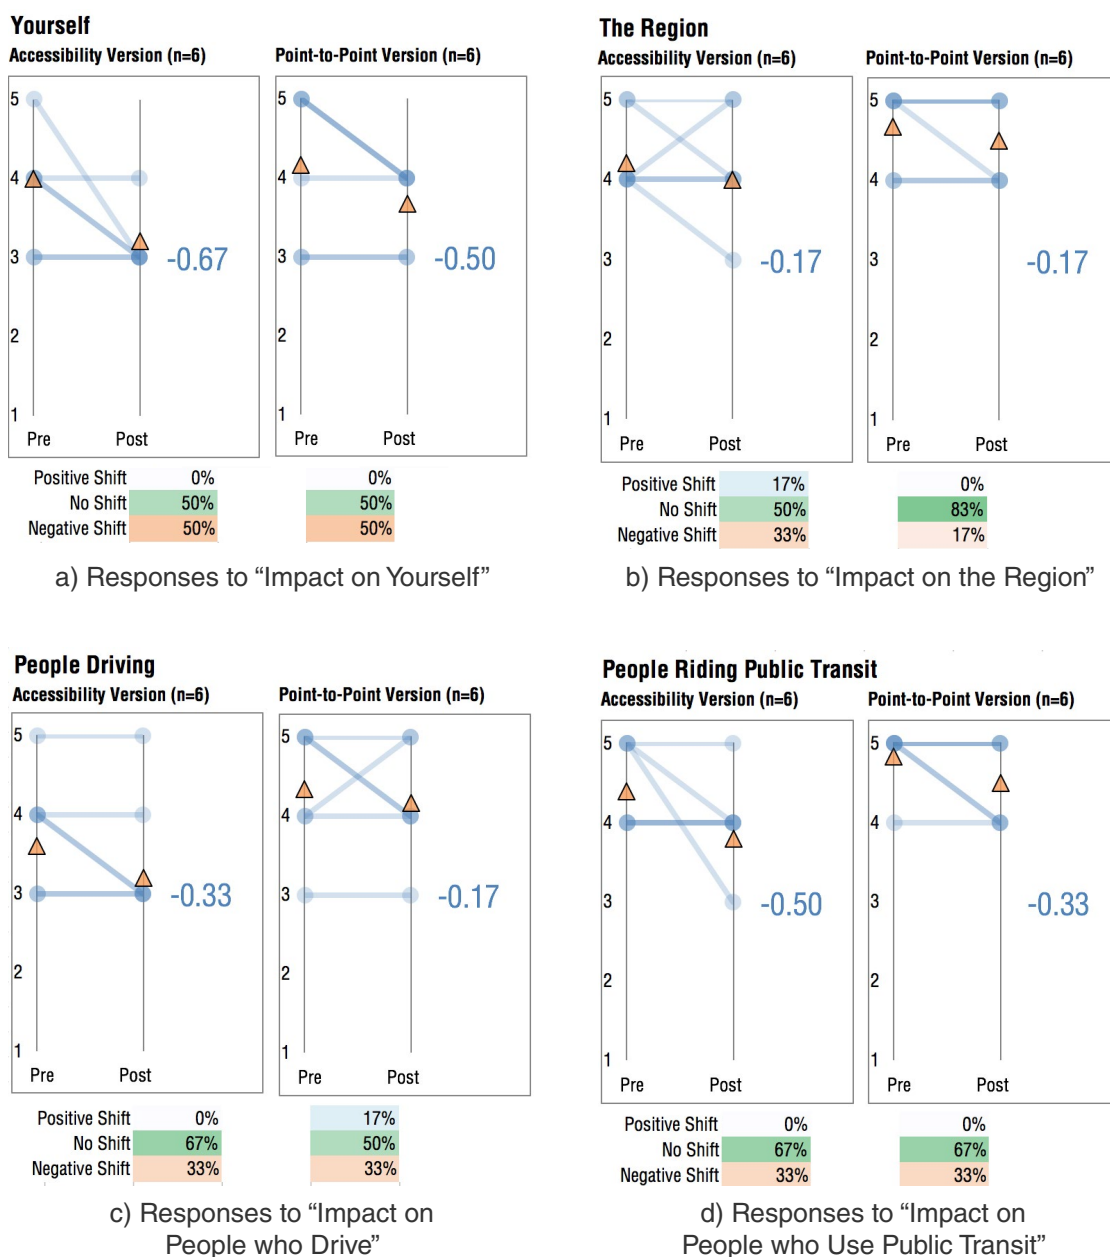 Yourself
Accessibility Version (n=6)
Point-to-Point Version (n=6)
5
4
3
2
1
Pre
Post
-0.67
5
4
3
2
1
Pre
Post
-0.50
Positive Shift 0% 0%
No Shift 50% 50%
Negative Shift 50% 50%
a) Responses to “Impact on Yourself”
The Region
Accessibility Version (n=6)
Point-to-Point Version (n=6)
5
4
3
2
1
Pre
Post
-0.17
5
4
3
2
1
Pre
Post
-0.17
Positive Shift 17% 0%
No Shift 50% 83%
Negative Shift 33% 17%
b) Responses to “Impact on the Region”
People Driving
Accessibility Version (n=6)
Point-to-Point Version (n=6)
5
4
3
2
1
Pre
Post
-0.33
5
4
3
2
1
Pre
Post
-0.17
Positive Shift 0% 17%
No Shift 67% 50%
Negative Shift 33% 33%
c) Responses to “Impact on
People who Drive”
People Riding Public Transit
Accessibility Version (n=6)
Point-to-Point Version (n=6)
5
4
3
2
1
Pre
Post
-0.50
5
4
3
2
1
Pre
Post
-0.33
Positive Shift 0% 0%
No Shift 67% 67%
Negative Shift 33% 33%
d) Responses to “Impact on
People who Use Public Transit”